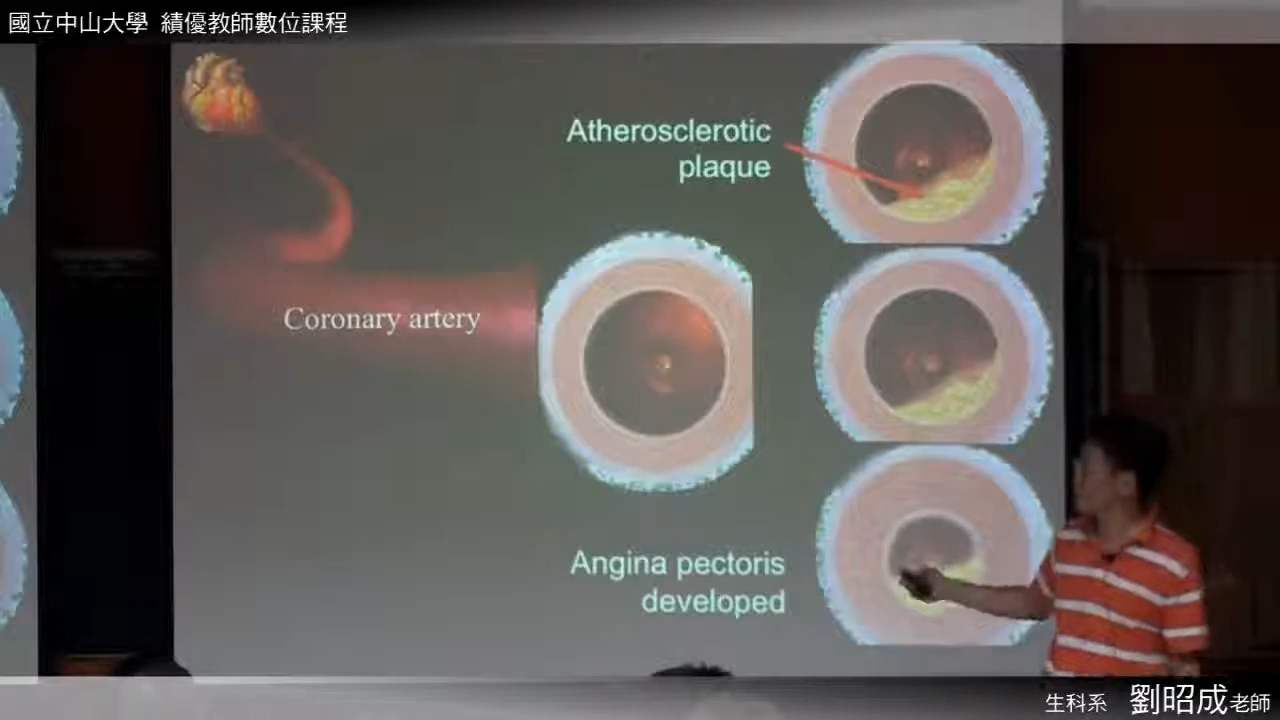 國立中山大學 績優教師數位課程
Atherosclerotic
plaque
Coronary artery
Angina pectoris
developed
生科系 劉昭成老師